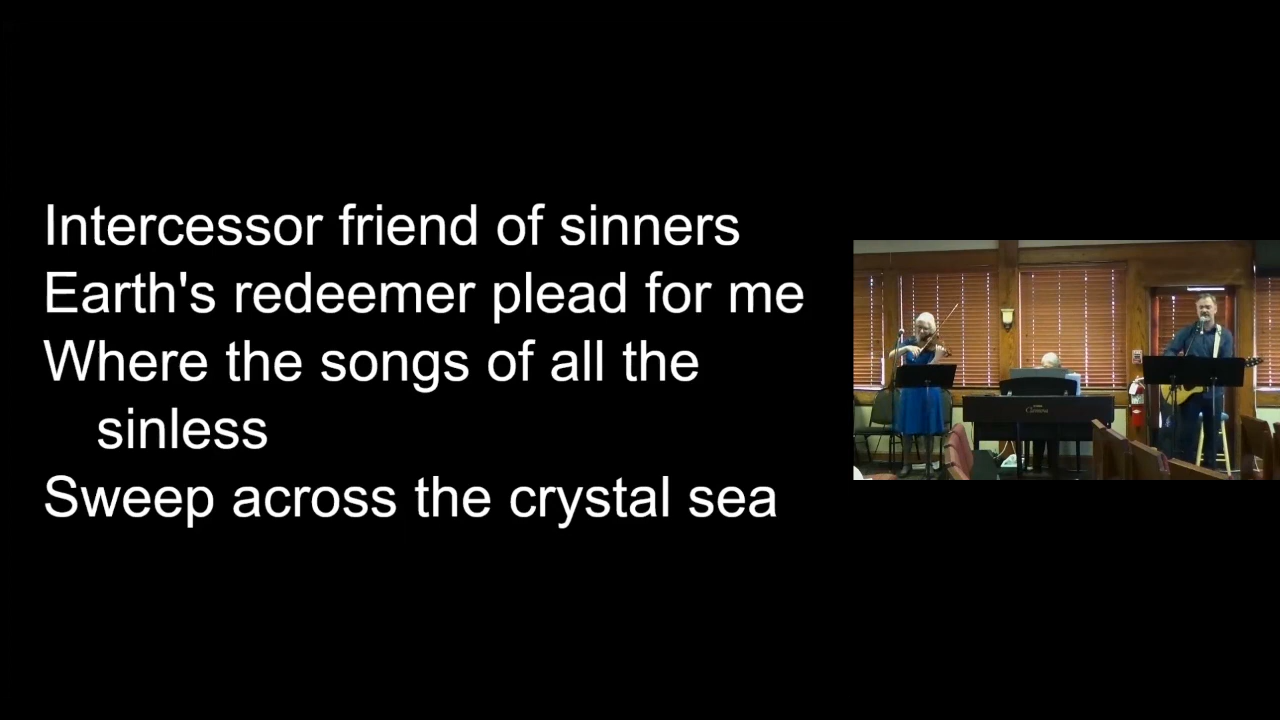 Intercessor friend of sinners
Earth's redeemer plead for me
Where the songs of all the
sinless
Sweep across the crystal sea